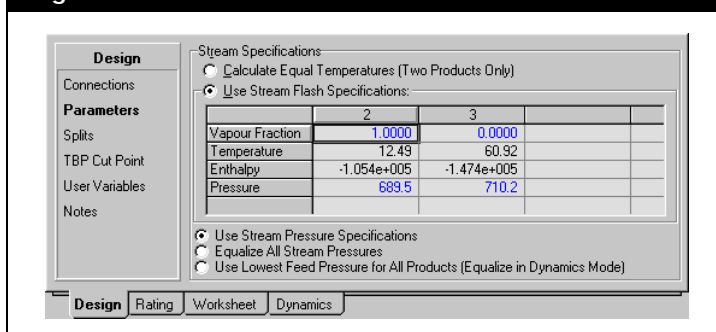 Design
Connections
Parameters
Splits
TBP Cut Point
User Variables
Notes
Stream Specifications
Calculate Equal Temperatures (Two Products Only)
Use Stream Flash Specifications:
2 3
Vapour Fraction 1.0000 0.0000
Temperature 12.49 60.92
Enthalpy -1.054e+005 -1.474e+005
Pressure 689.5 710.2
Use Stream Pressure Specifications
Equalize All Stream Pressures
Use Lowest Feed Pressure for All Products (Equalize in Dynamics Mode)
Design Rating Worksheet Dynamics